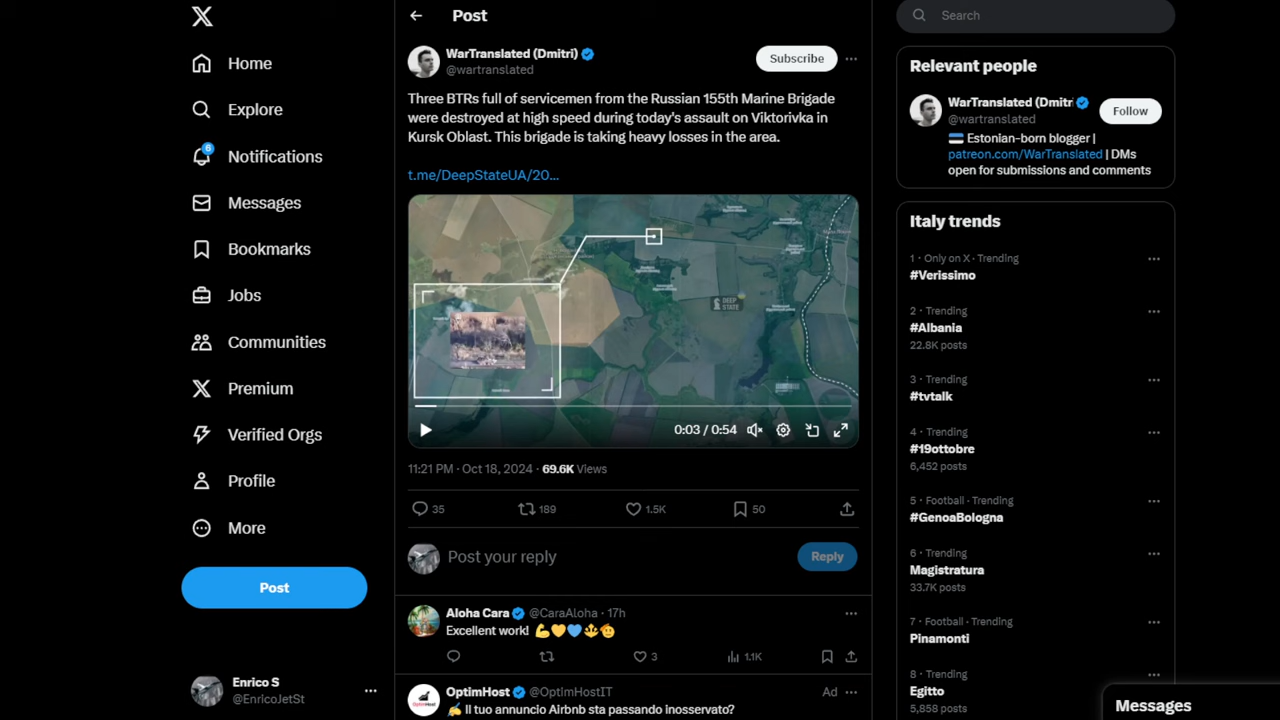 Home
Explore
6
Notifications
Messages
Bookmarks
Jobs
Communities
Premium
Verified Orgs
Profile
More
Post
Enrico S
@EnricoJetSt
Post
WarTranslated (Dmitri)
@wartranslated
Subscribe
Three BTRs full of servicemen from the Russian 155th Marine Brigade
were destroyed at high speed during today's assault on Viktorivka in
Kursk Oblast. This brigade is taking heavy losses in the area.
t.me/DeepStateUA/20...
DEEP
STATE
0:03 / 0:54
11:21 PM · Oct 18, 2024 · 69.6K Views
35
189
1.5K
50
Post your reply
Reply
Aloha Cara @CaraAloha · 17h
Excellent work! 💪💛💙🔱🫡
3
1.1K
OptimHost @OptimHostIT
Ad
✍️ Il tuo annuncio Airbnb sta passando inosservato?
Search
Relevant people
WarTranslated (Dmitri
@wartranslated
Follow
Estonian-born blogger |
patreon.com/WarTranslated | DMs
open for submissions and comments
Italy trends
1 · Only on X · Trending
#Verissimo
2 · Trending
#Albania
22.8K posts
3 · Trending
#tvtalk
4 · Trending
#19ottobre
6,452 posts
5 · Football · Trending
#GenoaBologna
6 · Trending
Magistratura
33.7K posts
7 · Football · Trending
Pinamonti
8 · Trending
Egitto
5,858 posts
Messages